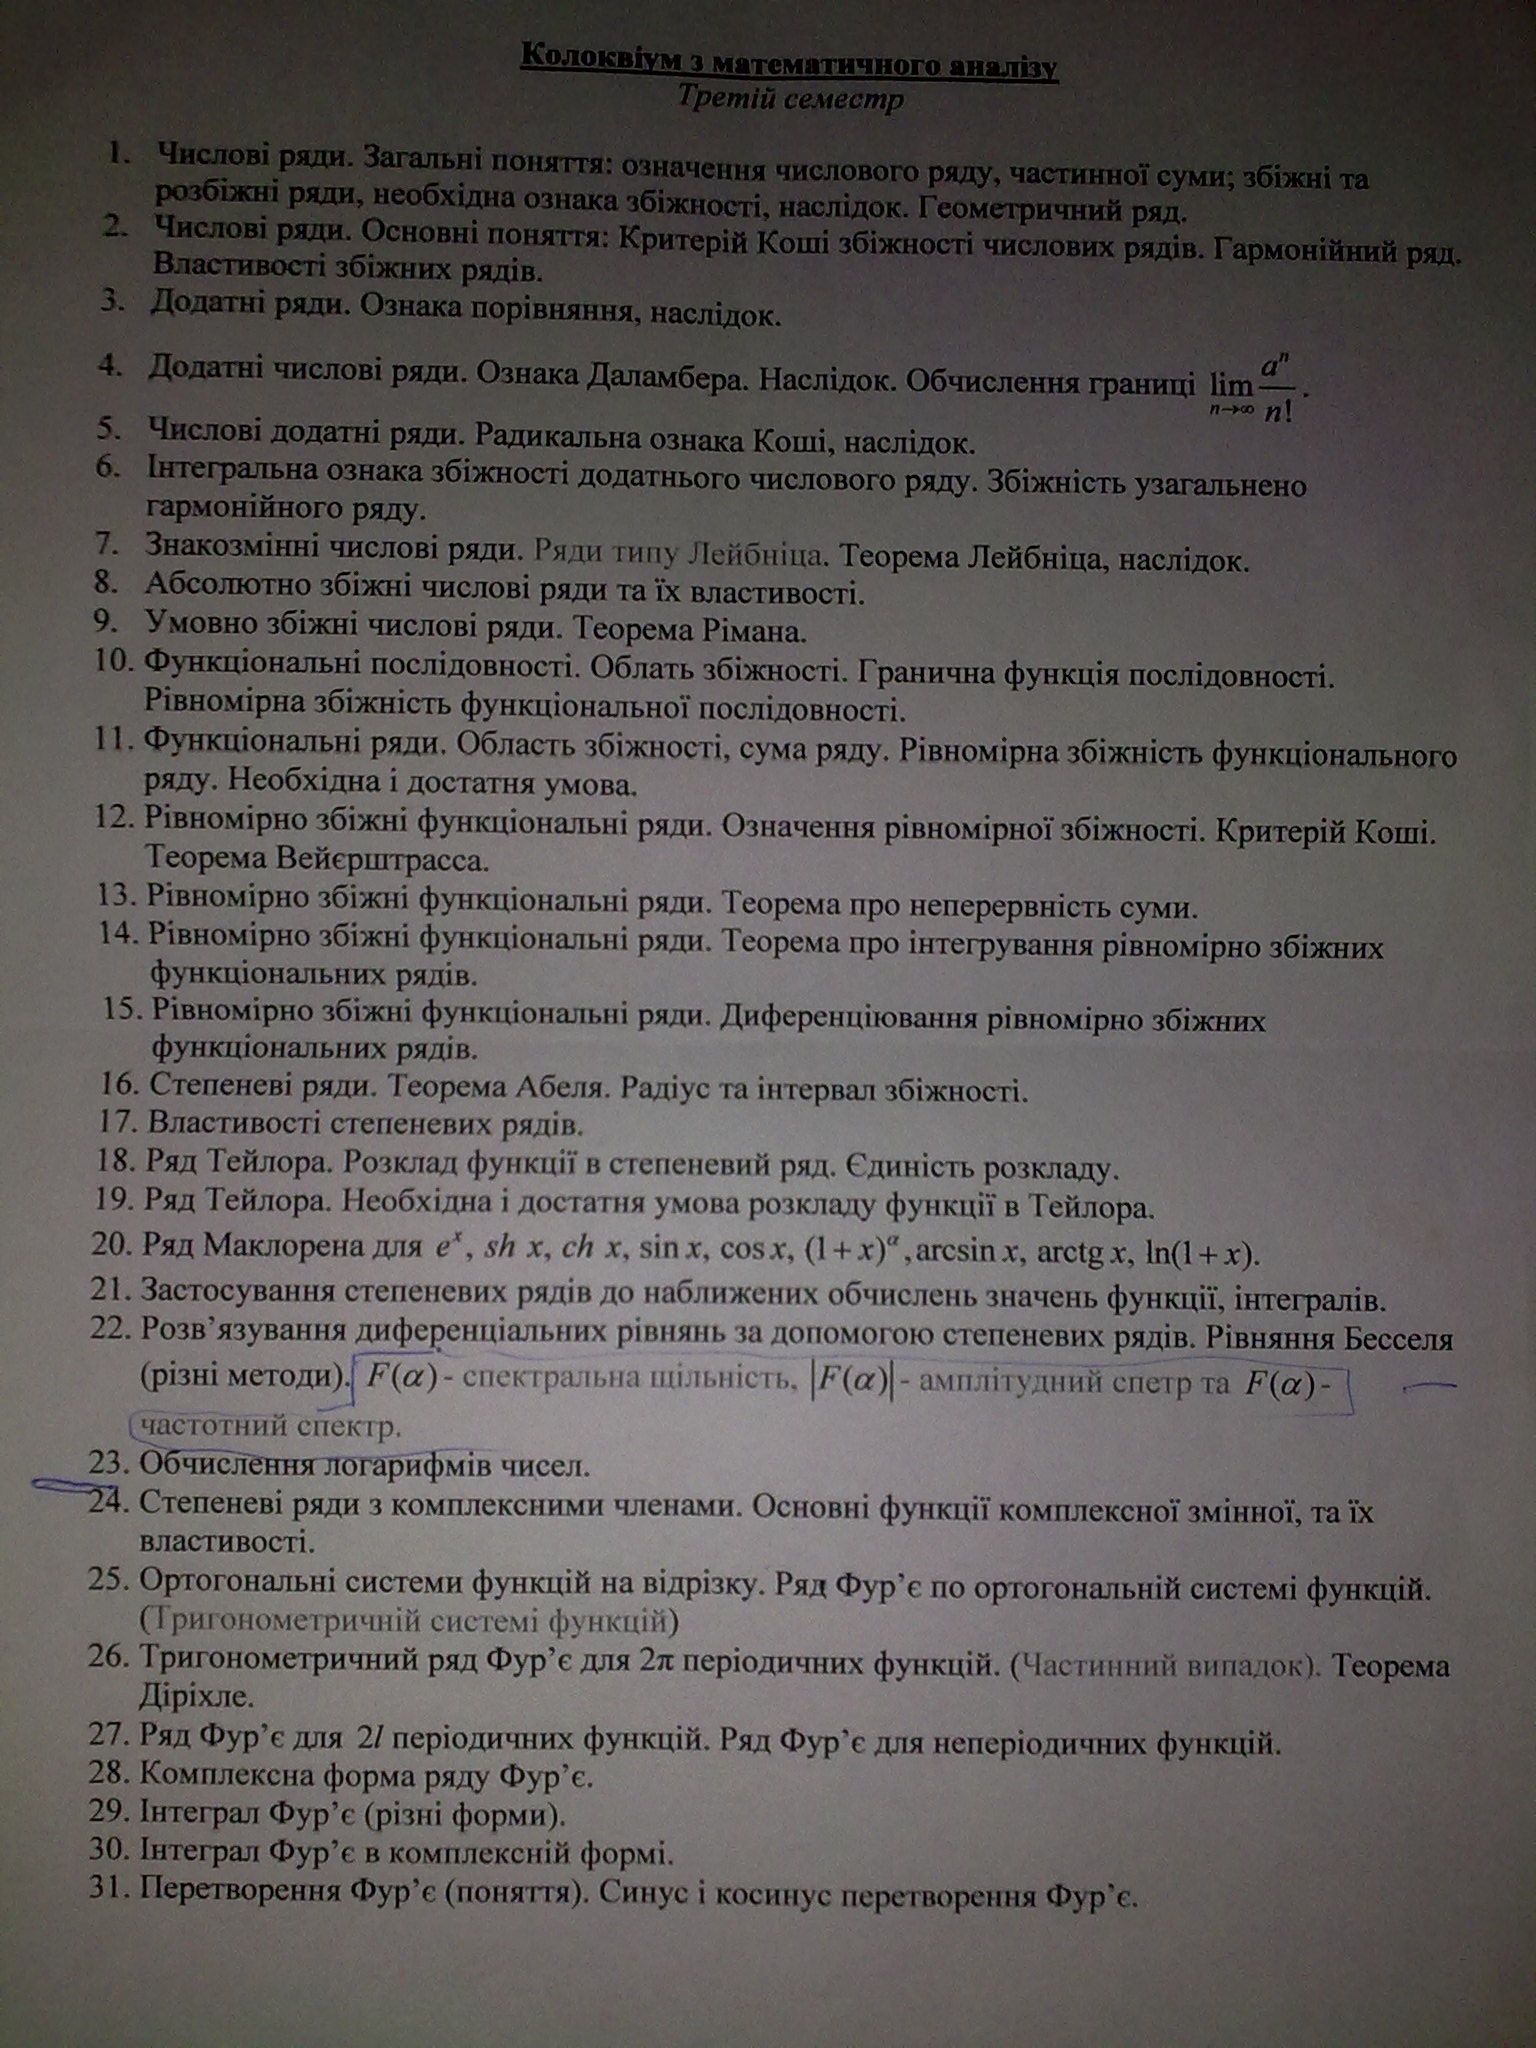 Колоквіум з математичного аналізу
Третій семестр
1. Числові ряди. Загальні поняття: означення числового ряду, частинної суми; збіжні та
розбіжні ряди, необхідна ознака збіжності, наслідок. Геометричний ряд.
2. Числові ряди. Основні поняття: Критерій Коші збіжності числових рядів. Гармонійний ряд.
Властивості збіжних рядів.
3. Додатні ряди. Ознака порівняння, наслідок.
4. Додатні числові ряди. Ознака Даламбера. Наслідок. Обчислення границі lim n→∞ aⁿ/n!.
5. Числові додатні ряди. Радикальна ознака Коші, наслідок.
6. Інтегральна ознака збіжності додатнього числового ряду. Збіжність узагальнено
гармонійного ряду.
7. Знакозмінні числові ряди. Ряди типу Лейбніца. Теорема Лейбніца, наслідок.
8. Абсолютно збіжні числові ряди та їх властивості.
9. Умовно збіжні числові ряди. Теорема Рімана.
10. Функціональні послідовності. Облать збіжності. Гранична функція послідовності.
Рівномірна збіжність функціональної послідовності.
11. Функціональні ряди. Область збіжності, сума ряду. Рівномірна збіжність функціонального
ряду. Необхідна і достатня умова.
12. Рівномірно збіжні функціональні ряди. Означення рівномірної збіжності. Критерій Коші.
Теорема Вейєрштрасса.
13. Рівномірно збіжні функціональні ряди. Теорема про неперервність суми.
14. Рівномірно збіжні функціональні ряди. Теорема про інтегрування рівномірно збіжних
функціональних рядів.
15. Рівномірно збіжні функціональні ряди. Диференціювання рівномірно збіжних
функціональних рядів.
16. Степеневі ряди. Теорема Абеля. Радіус та інтервал збіжності.
17. Властивості степеневих рядів.
18. Ряд Тейлора. Розклад функції в степеневий ряд. Єдиність розкладу.
19. Ряд Тейлора. Необхідна і достатня умова розкладу функції в Тейлора.
20. Ряд Маклорена для eˣ, sh x, ch x, sin x, cos x, (1+x)^α, arcsin x, arctg x, ln(1+x).
21. Застосування степеневих рядів до наближених обчислень значень функції, інтегралів.
22. Розв’язування диференціальних рівнянь за допомогою степеневих рядів. Рівняння Бесселя
(різні методи). F(α)- спектральна щільність, |F(α)|- амплітудний спетр та F(α)-
частотний спектр.
23. Обчислення логарифмів чисел.
24. Степеневі ряди з комплексними членами. Основні функції комплексної змінної, та їх
властивості.
25. Ортогональні системи функцій на відрізку. Ряд Фур’є по ортогональній системі функцій.
(Тригонометричній системі функцій)
26. Тригонометричний ряд Фур’є для 2π періодичних функцій. (Частинний випадок). Теорема
Діріхле.
27. Ряд Фур’є для 2l періодичних функцій. Ряд Фур’є для неперіодичних функцій.
28. Комплексна форма ряду Фур’є.
29. Інтеграл Фур’є (різні форми).
30. Інтеграл Фур’є в комплексній формі.
31. Перетворення Фур’є (поняття). Синус і косинус перетворення Фур’є.